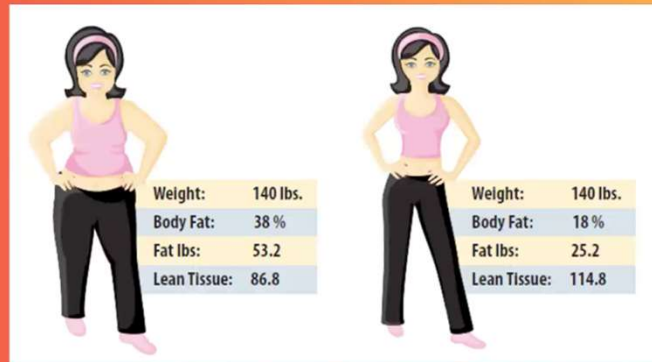 Weight: 140 lbs.
Body Fat: 38 %
Fat lbs: 53.2
Lean Tissue: 86.8
Weight: 140 lbs.
Body Fat: 18 %
Fat lbs: 25.2
Lean Tissue: 114.8